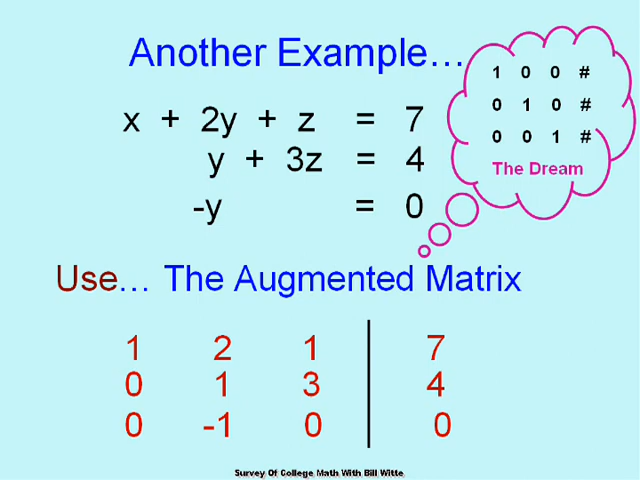 Another Example…
1 0 0 #
0 1 0 #
0 0 1 #
The Dream
x + 2y + z = 7
y + 3z = 4
-y = 0
Use… The Augmented Matrix
1 2 1 | 7
0 1 3 | 4
0 -1 0 | 0
Survey Of College Math With Bill Witte